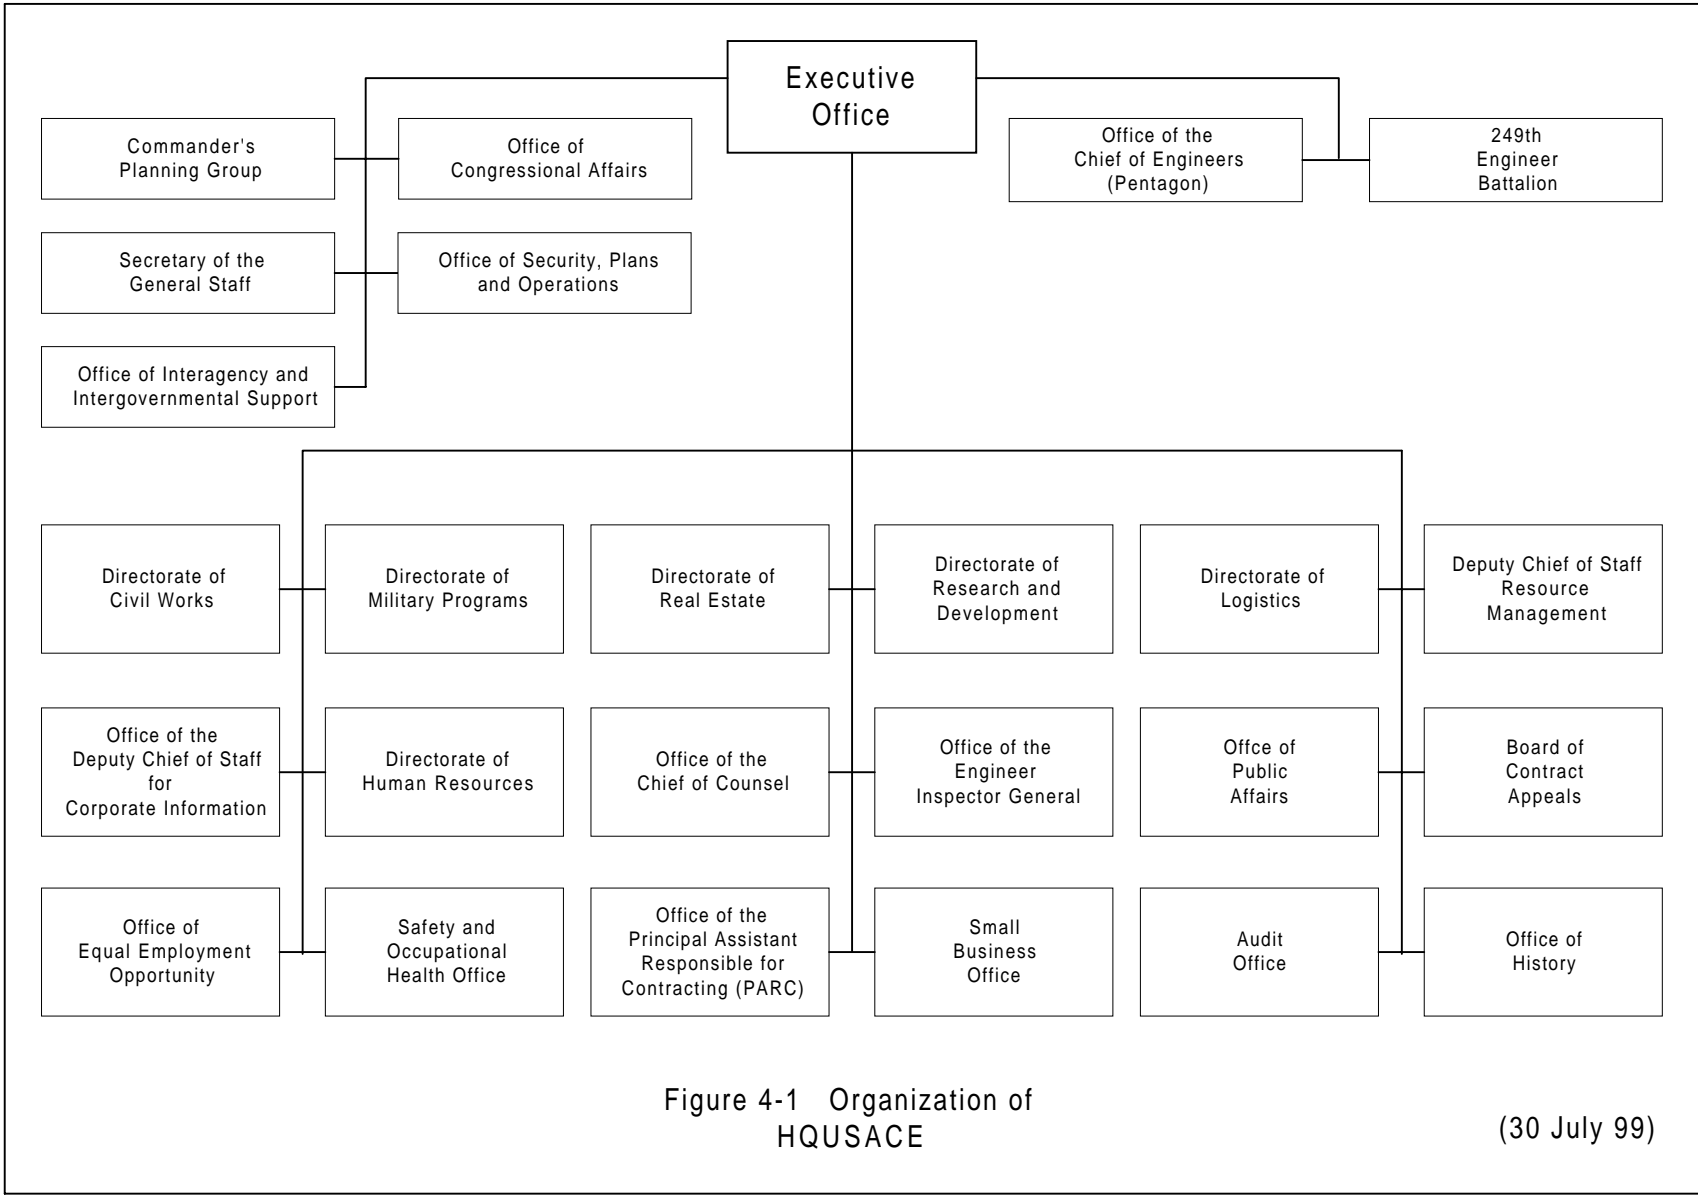 Executive
Office
Commander's
Planning Group
Office of
Congressional Affairs
Office of the
Chief of Engineers
(Pentagon)
249th
Engineer
Battalion
Secretary of the
General Staff
Office of Security, Plans
and Operations
Office of Interagency and
Intergovernmental Support
Directorate of
Civil Works
Directorate of
Military Programs
Directorate of
Real Estate
Directorate of
Research and
Development
Directorate of
Logistics
Deputy Chief of Staff
Resource
Management
Office of the
Deputy Chief of Staff
for
Corporate Information
Directorate of
Human Resources
Office of the
Chief of Counsel
Office of the
Engineer
Inspector General
Offce of
Public
Affairs
Board of
Contract
Appeals
Office of
Equal Employment
Opportunity
Safety and
Occupational
Health Office
Office of the
Principal Assistant
Responsible for
Contracting (PARC)
Small
Business
Office
Audit
Office
Office of
History
Figure 4-1 Organization of
HQUSACE
(30 July 99)